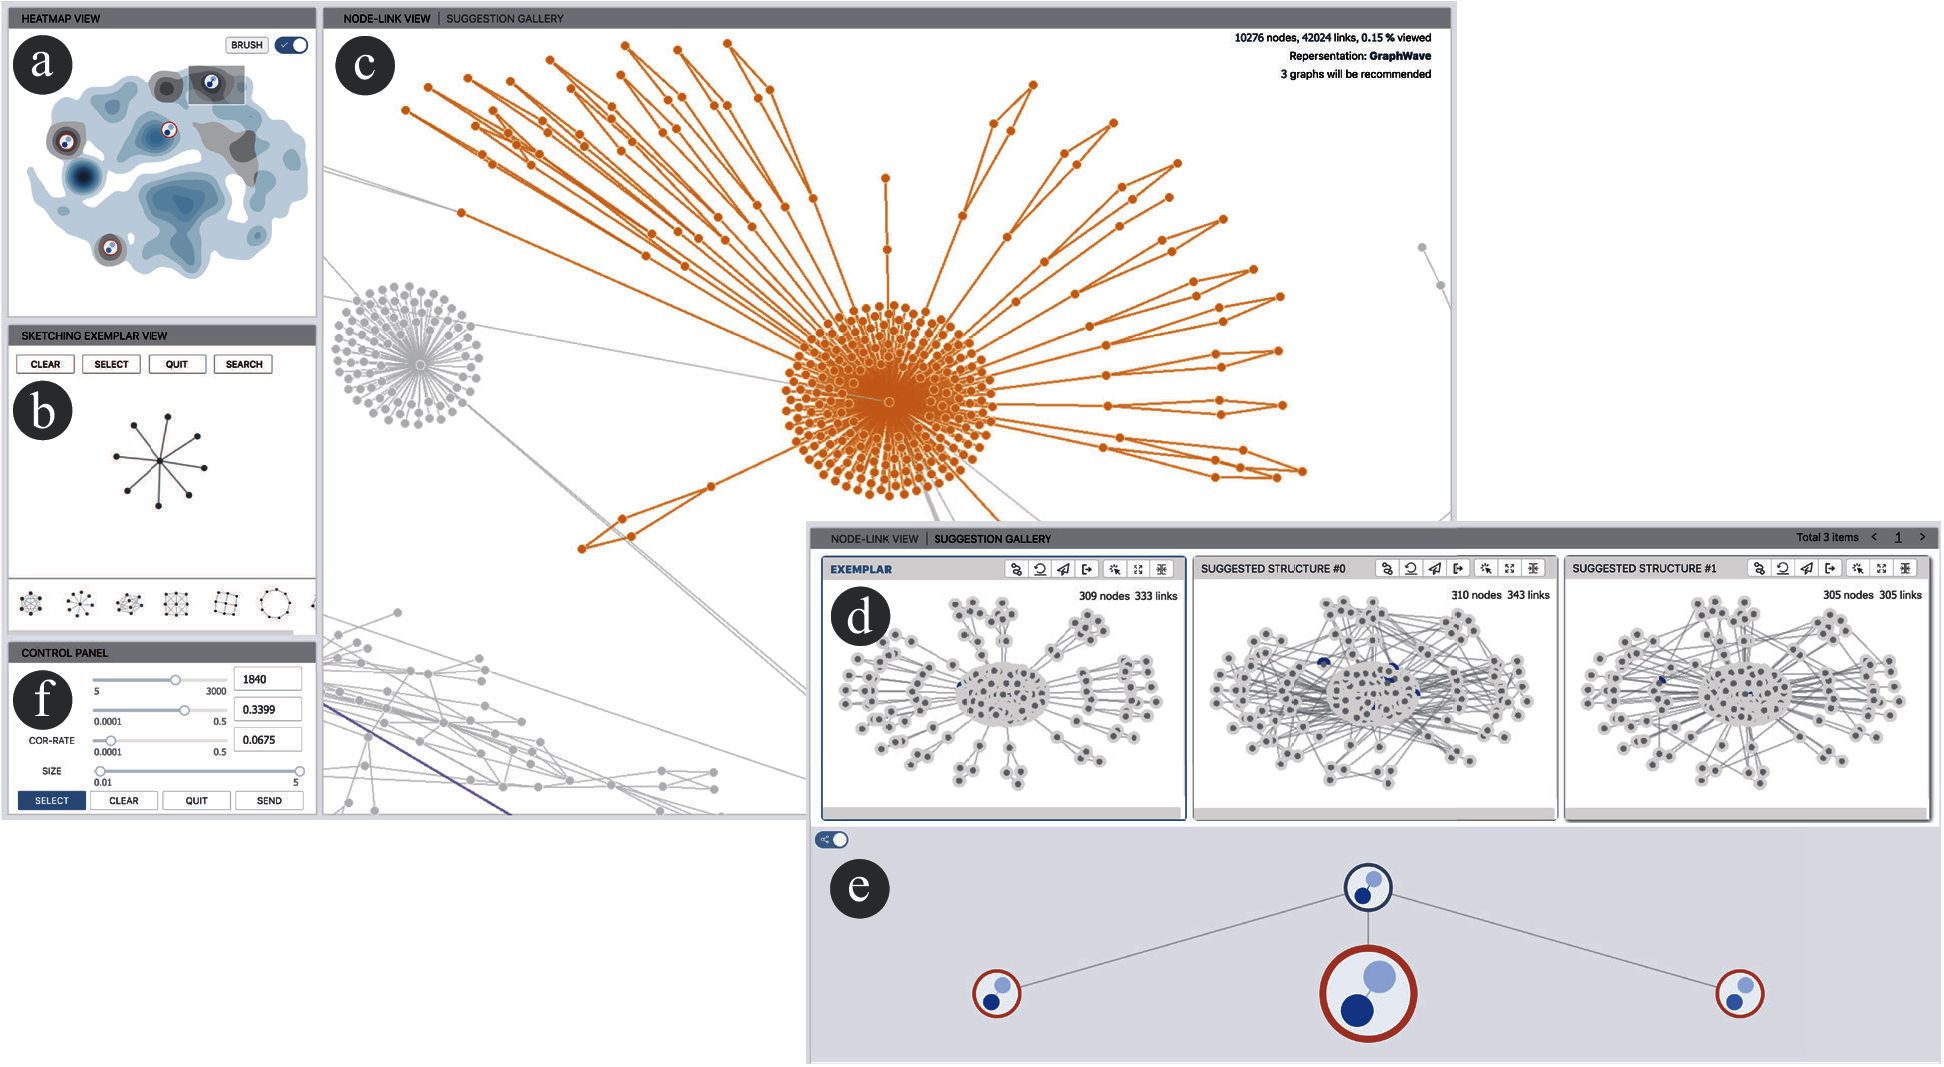 HEATMAP VIEW
a
BRUSH
SKETCHING EXEMPLAR VIEW
CLEAR SELECT QUIT SEARCH
b
CONTROL PANEL
f
5 3000 1840
0.0001 0.5 0.3399
COR-RATE 0.0001 0.5 0.0675
SIZE 0.01 5
SELECT CLEAR QUIT SEND
NODE-LINK VIEW | SUGGESTION GALLERY
c
10276 nodes, 42024 links, 0.15 % viewed
Repersentation: GraphWave
3 graphs will be recommended
NODE-LINK VIEW | SUGGESTION GALLERY Total 3 items < 1 >
EXEMPLAR
d
309 nodes 333 links
SUGGESTED STRUCTURE #0
310 nodes 343 links
SUGGESTED STRUCTURE #1
305 nodes 305 links
e